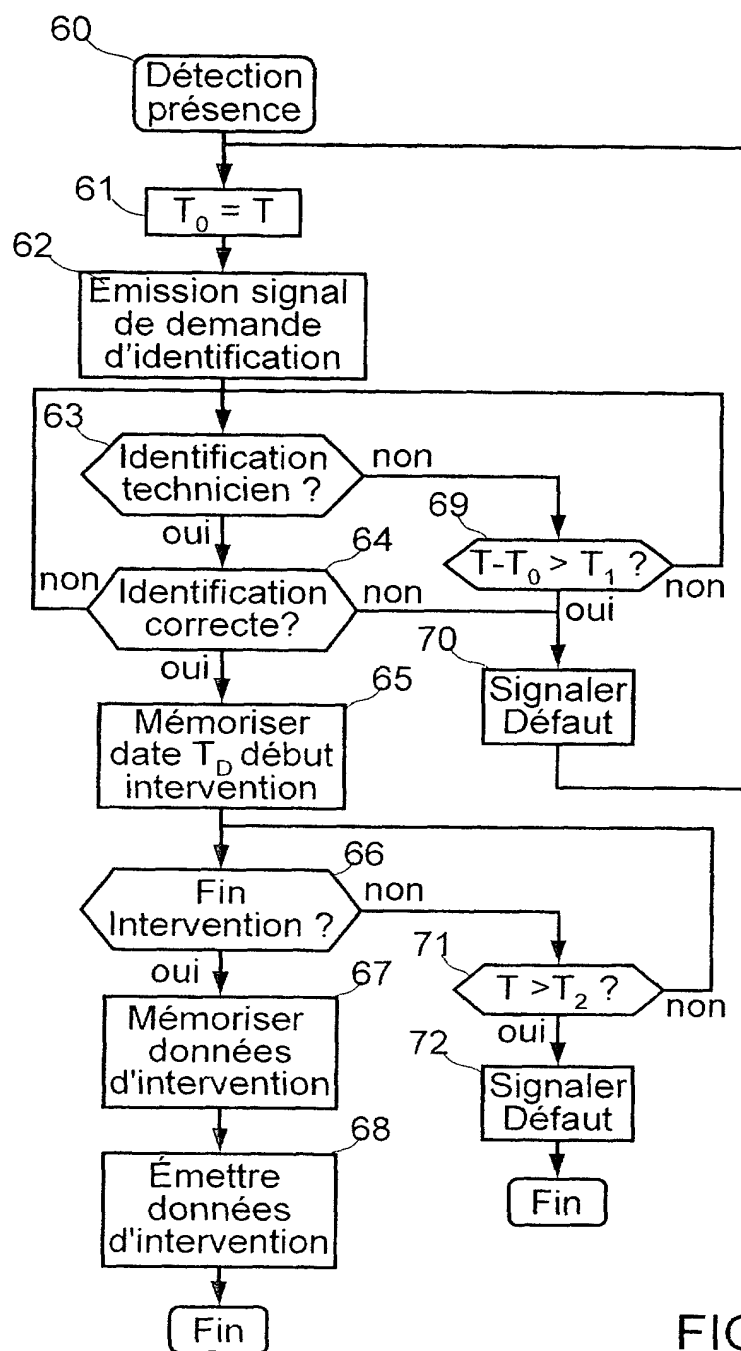 60
Détection
présence
61
T0 = T
62
Emission signal
de demande
d'identification
63
Identification
technicien ?
non
oui
69
T-T0 > T1 ?
non
oui
64
non
Identification
correcte?
non
oui
70
Signaler
Défaut
65
Mémoriser
date TD début
intervention
66
Fin
Intervention ?
non
oui
71
T >T2 ?
non
oui
67
Mémoriser
données
d'intervention
72
Signaler
Défaut
Fin
68
Émettre
données
d'intervention
Fin
FIG